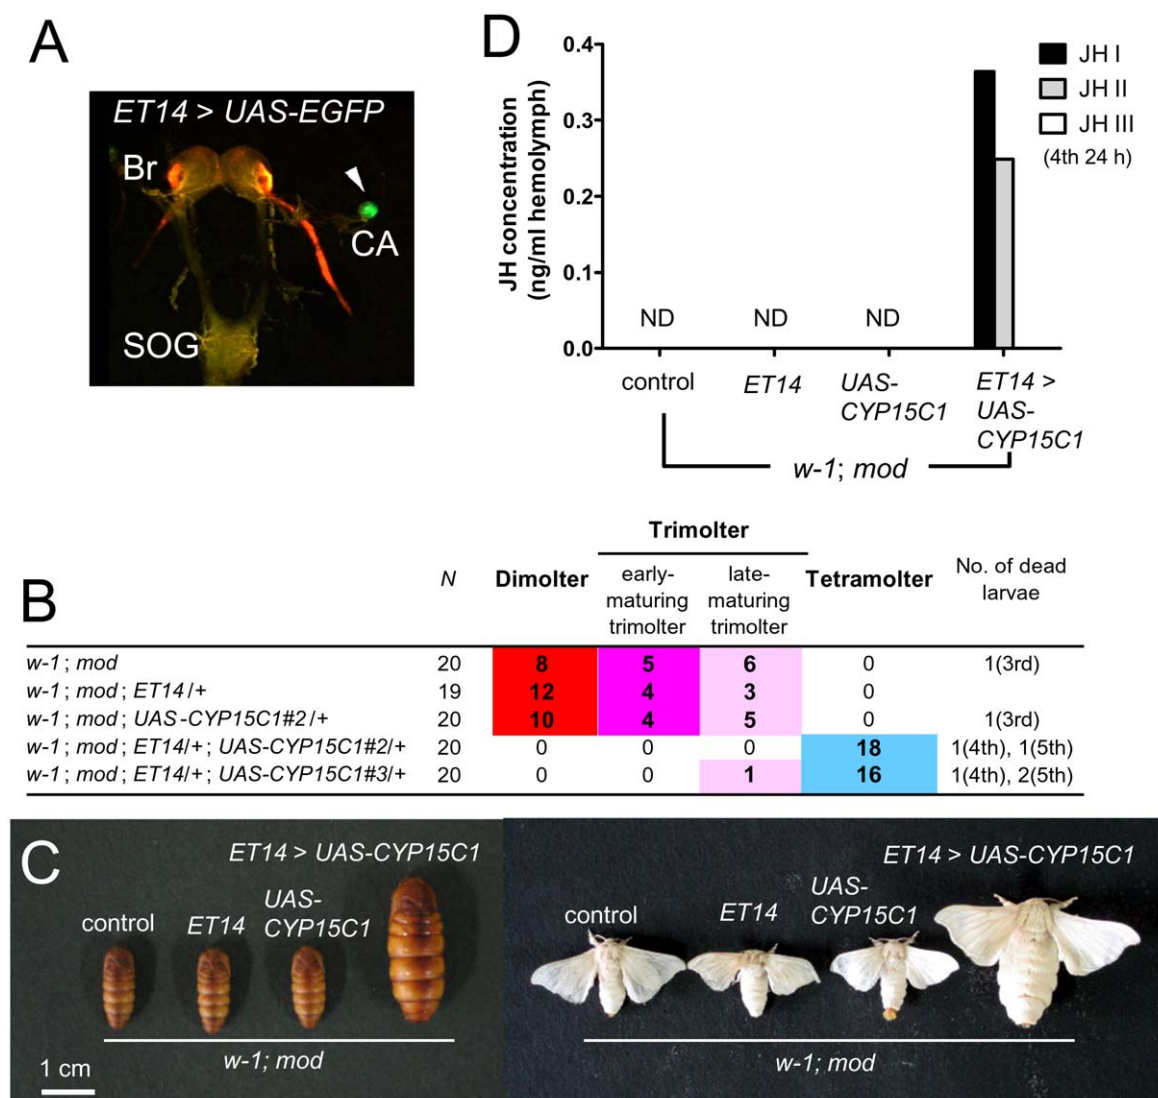 A
ET14 > UAS-EGFP
Br
CA
SOG
D
JH concentration
(ng/ml hemolymph)
0.4
0.3
0.2
0.1
0.0
JH I
JH II
JH III
(4th 24 h)
ND ND ND
control ET14 UAS-CYP15C1 ET14 > UAS-CYP15C1
w-1; mod
B
Trimolter
N Dimolter early-maturing trimolter late-maturing trimolter Tetramolter No. of dead larvae
w-1; mod 20 8 5 6 0 1(3rd)
w-1; mod; ET14/+ 19 12 4 3 0
w-1; mod; UAS-CYP15C1#2/+ 20 10 4 5 0 1(3rd)
w-1; mod; ET14/+; UAS-CYP15C1#2/+ 20 0 0 0 18 1(4th), 1(5th)
w-1; mod; ET14/+; UAS-CYP15C1#3/+ 20 0 0 1 16 1(4th), 2(5th)
C
ET14 > UAS-CYP15C1
control ET14 UAS-CYP15C1
w-1; mod
1 cm
ET14 > UAS-CYP15C1
control ET14 UAS-CYP15C1
w-1; mod